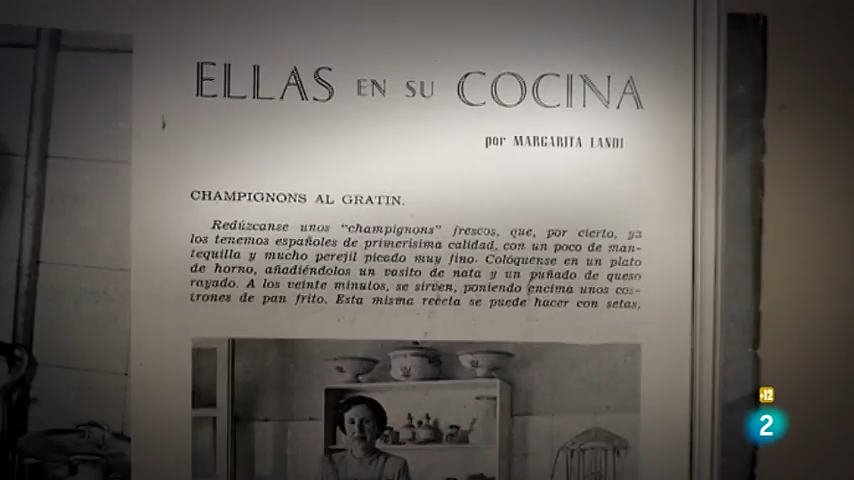 ELLAS EN SU COCINA
por MARGARITA LANDI
CHAMPIGNONS AL GRATIN.
Redúzcanse unos "champignons" frescos, que, por cierto, ya
los tenemos españoles de primerísima calidad, con un poco de man-
tequilla y mucho perejil picado muy fino. Colóquense en un plato
de horno, añadiéndolos un vasito de nata y un puñado de queso
rayado. A los veinte minutos, se sirven, poniendo encima unos cos-
trones de pan frito. Esta misma receta se puede hacer con setas,
+12
2